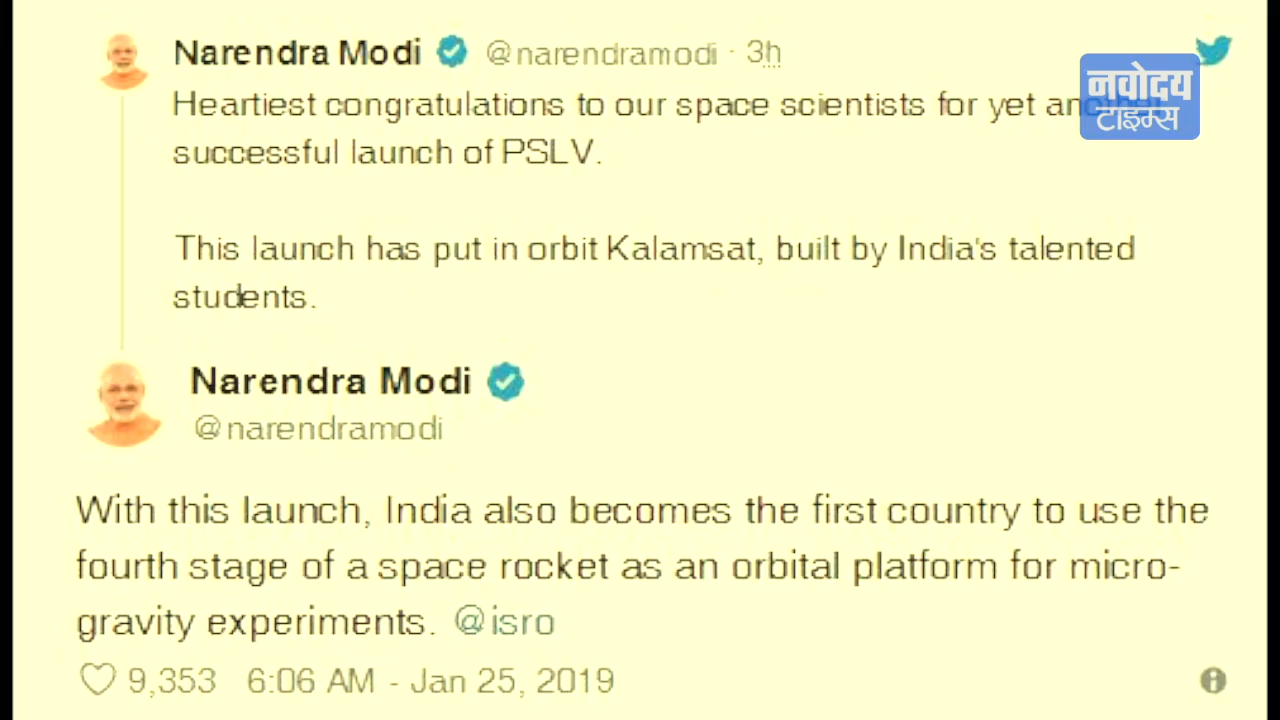 Narendra Modi @narendramodi · 3h
नवोदय
टाइम्स
Heartiest congratulations to our space scientists for yet another
successful launch of PSLV.
This launch has put in orbit Kalamsat, built by India's talented
students.
Narendra Modi
@narendramodi
With this launch, India also becomes the first country to use the
fourth stage of a space rocket as an orbital platform for micro-
gravity experiments. @isro
9,353 6:06 AM - Jan 25, 2019